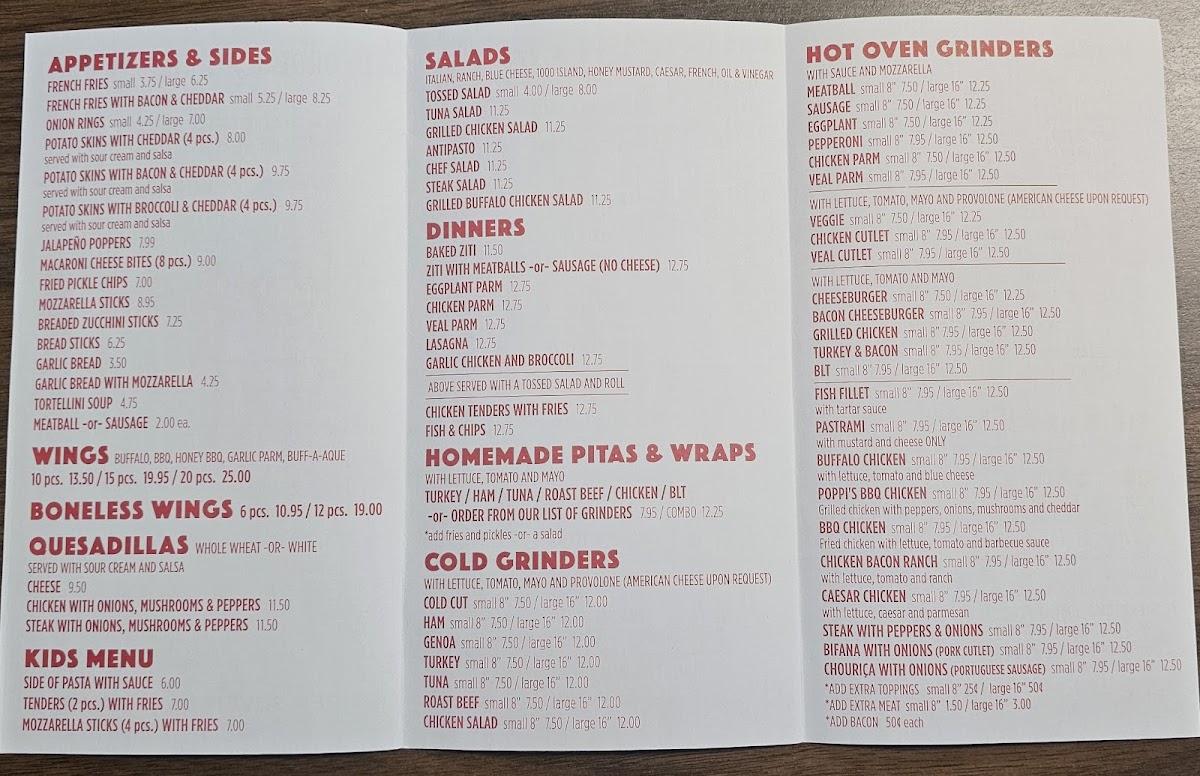 APPETIZERS & SIDES
FRENCH FRIES small 3.75 / large 6.25
FRENCH FRIES WITH BACON & CHEDDAR small 5.25 / large 8.25
ONION RINGS small 4.25 / large 7.00
POTATO SKINS WITH CHEDDAR (4 pcs.) 8.00
served with sour cream and salsa
POTATO SKINS WITH BACON & CHEDDAR (4 pcs.) 9.75
served with sour cream and salsa
POTATO SKINS WITH BROCCOLI & CHEDDAR (4 pcs.) 9.75
served with sour cream and salsa
JALAPEÑO POPPERS 7.99
MACARONI CHEESE BITES (8 pcs.) 9.00
FRIED PICKLE CHIPS 7.00
MOZZARELLA STICKS 8.95
BREADED ZUCCHINI STICKS 7.25
BREAD STICKS 6.25
GARLIC BREAD 3.50
GARLIC BREAD WITH MOZZARELLA 4.25
TORTELLINI SOUP 4.75
MEATBALL -or- SAUSAGE 2.00 ea.
WINGS BUFFALO, BBQ, HONEY BBQ, GARLIC PARM, BUFF-A-AQUE
10 pcs. 13.50 / 15 pcs. 19.95 / 20 pcs. 25.00
BONELESS WINGS 6 pcs. 10.95 / 12 pcs. 19.00
QUESADILLAS WHOLE WHEAT -OR- WHITE
SERVED WITH SOUR CREAM AND SALSA
CHEESE 9.50
CHICKEN WITH ONIONS, MUSHROOMS & PEPPERS 11.50
STEAK WITH ONIONS, MUSHROOMS & PEPPERS 11.50
KIDS MENU
SIDE OF PASTA WITH SAUCE 6.00
TENDERS (2 pcs.) WITH FRIES 7.00
MOZZARELLA STICKS (4 pcs.) WITH FRIES 7.00
SALADS
ITALIAN, RANCH, BLUE CHEESE, 1000 ISLAND, HONEY MUSTARD, CAESAR, FRENCH, OIL & VINEGAR
TOSSED SALAD small 4.00 / large 8.00
TUNA SALAD 11.25
GRILLED CHICKEN SALAD 11.25
ANTIPASTO 11.25
CHEF SALAD 11.25
STEAK SALAD 11.25
GRILLED BUFFALO CHICKEN SALAD 11.25
DINNERS
BAKED ZITI 11.50
ZITI WITH MEATBALLS -or- SAUSAGE (NO CHEESE) 12.75
EGGPLANT PARM 12.75
CHICKEN PARM 12.75
VEAL PARM 12.75
LASAGNA 12.75
GARLIC CHICKEN AND BROCCOLI 12.75
ABOVE SERVED WITH A TOSSED SALAD AND ROLL
CHICKEN TENDERS WITH FRIES 12.75
FISH & CHIPS 12.75
HOMEMADE PITAS & WRAPS
WITH LETTUCE, TOMATO AND MAYO
TURKEY / HAM / TUNA / ROAST BEEF / CHICKEN / BLT
-or- ORDER FROM OUR LIST OF GRINDERS 7.95 / COMBO 12.25
*add fries and pickles -or- a salad
COLD GRINDERS
WITH LETTUCE, TOMATO, MAYO AND PROVOLONE (AMERICAN CHEESE UPON REQUEST)
COLD CUT small 8" 7.50 / large 16" 12.00
HAM small 8" 7.50 / large 16" 12.00
GENOA small 8" 7.50 / large 16" 12.00
TURKEY small 8" 7.50 / large 16" 12.00
TUNA small 8" 7.50 / large 16" 12.00
ROAST BEEF small 8" 7.50 / large 16" 12.00
CHICKEN SALAD small 8" 7.50 / large 16" 12.00
HOT OVEN GRINDERS
WITH SAUCE AND MOZZARELLA
MEATBALL small 8" 7.50 / large 16" 12.25
SAUSAGE small 8" 7.50 / large 16" 12.25
EGGPLANT small 8" 7.50 / large 16" 12.25
PEPPERONI small 8" 7.95 / large 16" 12.50
CHICKEN PARM small 8" 7.50 / large 16" 12.50
VEAL PARM small 8" 7.95 / large 16" 12.50
WITH LETTUCE, TOMATO, MAYO AND PROVOLONE (AMERICAN CHEESE UPON REQUEST)
VEGGIE small 8" 7.50 / large 16" 12.25
CHICKEN CUTLET small 8" 7.95 / large 16" 12.50
VEAL CUTLET small 8" 7.95 / large 16" 12.50
WITH LETTUCE, TOMATO AND MAYO
CHEESEBURGER small 8" 7.50 / large 16" 12.25
BACON CHEESEBURGER small 8" 7.95 / large 16" 12.50
GRILLED CHICKEN small 8" 7.95 / large 16" 12.50
TURKEY & BACON small 8" 7.95 / large 16" 12.50
BLT small 8" 7.95 / large 16" 12.50
FISH FILLET small 8" 7.95 / large 16" 12.50
with tartar sauce
PASTRAMI small 8" 7.95 / large 16" 12.50
with mustard and cheese ONLY
BUFFALO CHICKEN small 8" 7.95 / large 16" 12.50
with lettuce, tomato and blue cheese
POPPI'S BBQ CHICKEN small 8" 7.95 / large 16" 12.50
Grilled chicken with peppers, onions, mushrooms and cheddar
BBQ CHICKEN small 8" 7.95 / large 16" 12.50
Fried chicken with lettuce, tomato and barbecue sauce
CHICKEN BACON RANCH small 8" 7.95 / large 16" 12.50
with lettuce, tomato and ranch
CAESAR CHICKEN small 8" 7.95 / large 16" 12.50
with lettuce, caesar and parmesan
STEAK WITH PEPPERS & ONIONS small 8" 7.95 / large 16" 12.50
BIFANA WITH ONIONS (PORK CUTLET) small 8" 7.95 / large 16" 12.50
CHOURIÇA WITH ONIONS (PORTUGUESE SAUSAGE) small 8" 7.95 / large 16" 12.50
*ADD EXTRA TOPPINGS small 8" 25¢ / large 16" 50¢
*ADD EXTRA MEAT small 8" 1.50 / large 16" 3.00
*ADD BACON 50¢ each